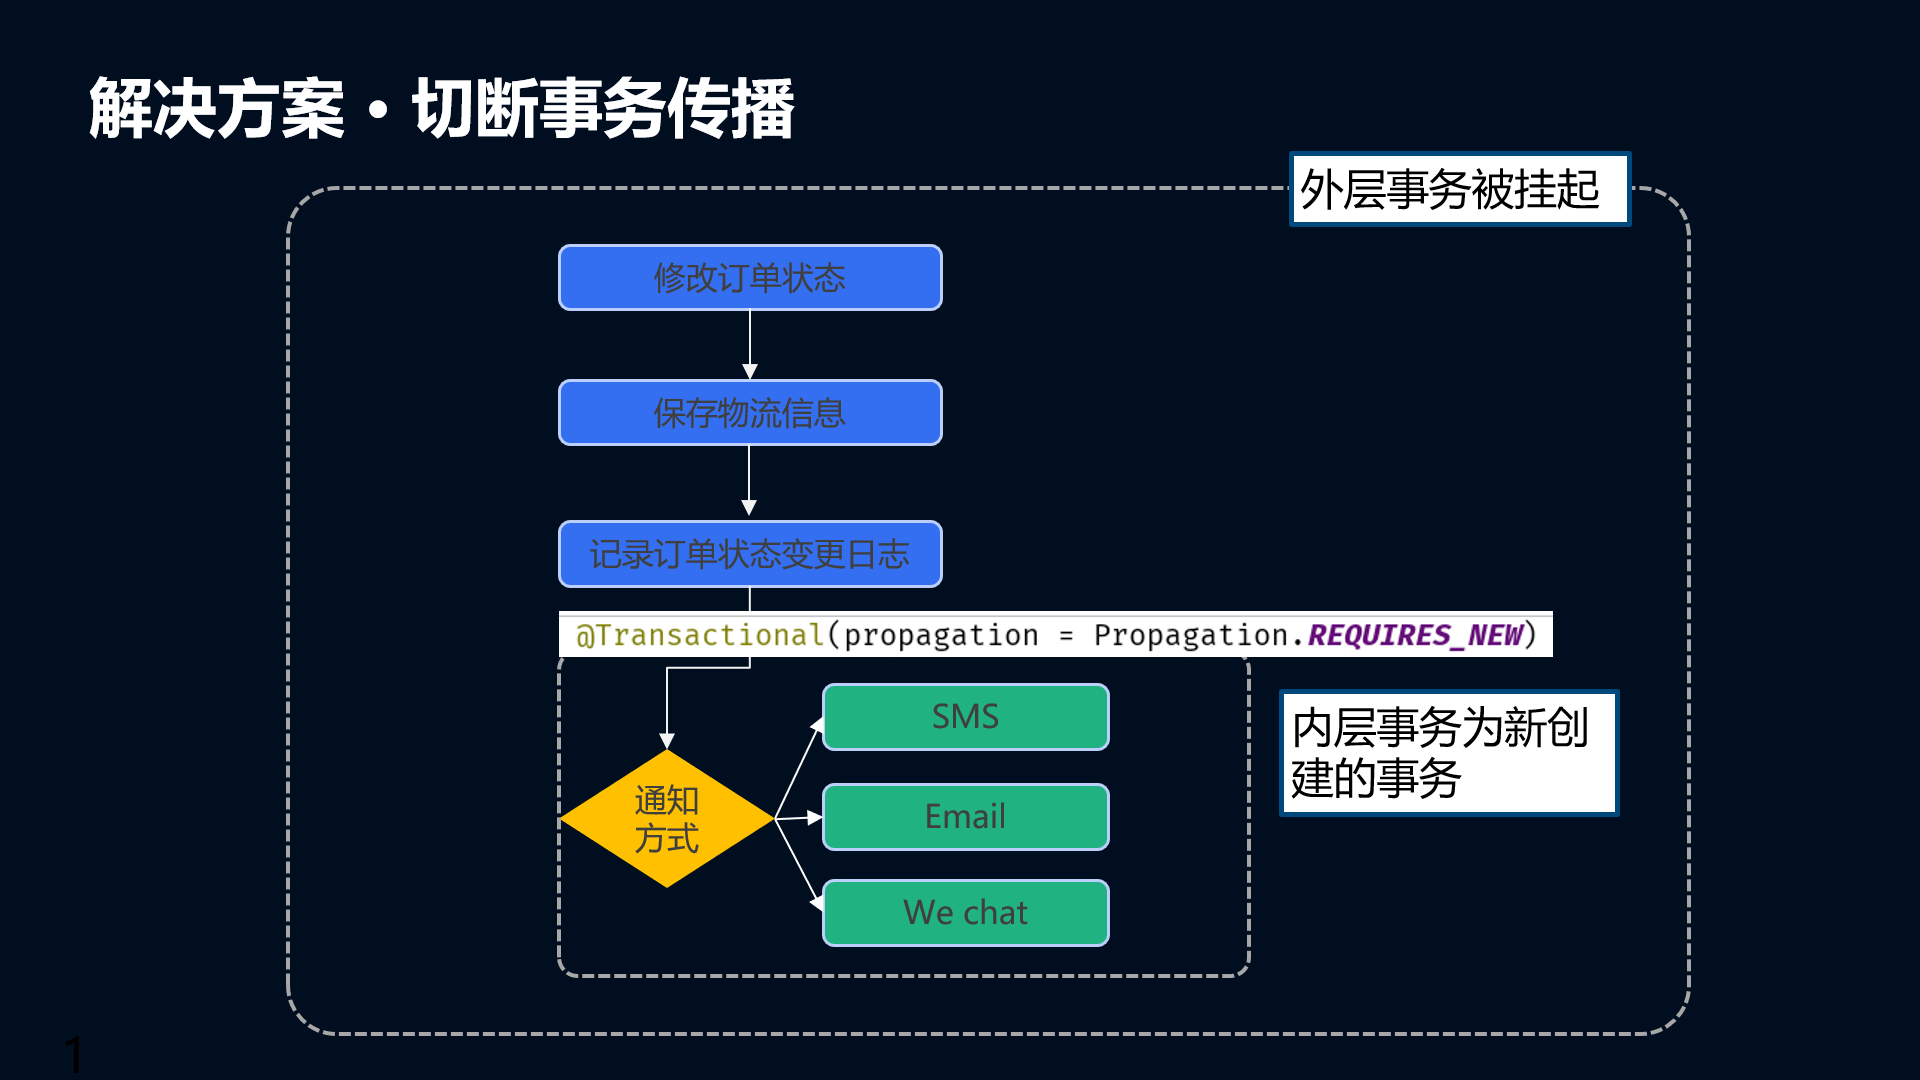 解决方案·切断事务传播
外层事务被挂起
修改订单状态
保存物流信息
记录订单状态变更日志
@Transactional(propagation = Propagation.REQUIRES_NEW)
SMS
内层事务为新创
建的事务
通知
方式
Email
We chat
1